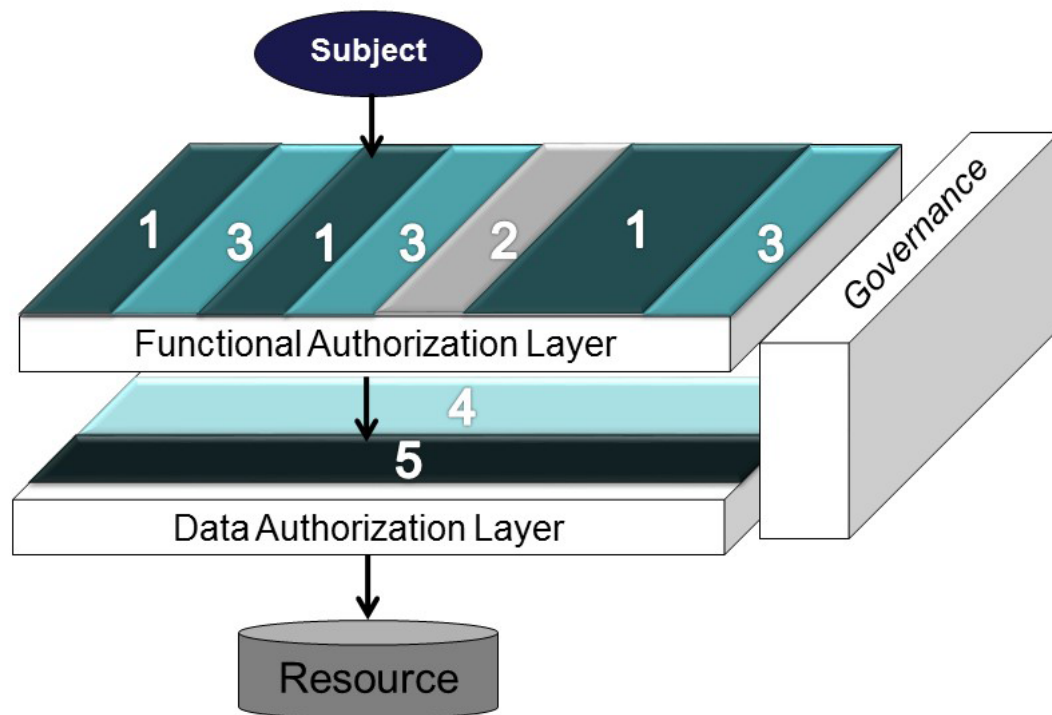 Subject
1 3 1 3 2 1 3
Governance
Functional Authorization Layer
4
5
Data Authorization Layer
Resource